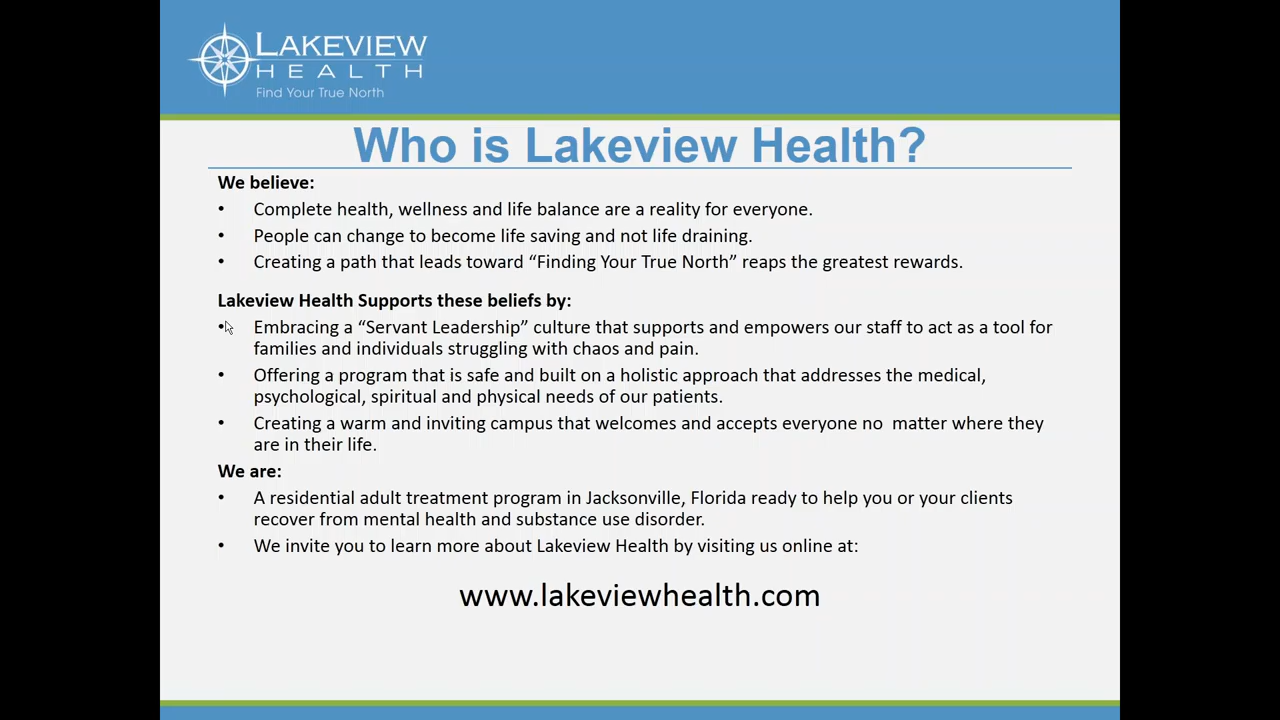 LAKEVIEW
HEALTH
Find Your True North
Who is Lakeview Health?
We believe:
• Complete health, wellness and life balance are a reality for everyone.
• People can change to become life saving and not life draining.
• Creating a path that leads toward “Finding Your True North” reaps the greatest rewards.
Lakeview Health Supports these beliefs by:
• Embracing a “Servant Leadership” culture that supports and empowers our staff to act as a tool for
families and individuals struggling with chaos and pain.
• Offering a program that is safe and built on a holistic approach that addresses the medical,
psychological, spiritual and physical needs of our patients.
• Creating a warm and inviting campus that welcomes and accepts everyone no  matter where they
are in their life.
We are:
• A residential adult treatment program in Jacksonville, Florida ready to help you or your clients
recover from mental health and substance use disorder.
• We invite you to learn more about Lakeview Health by visiting us online at:
www.lakeviewhealth.com